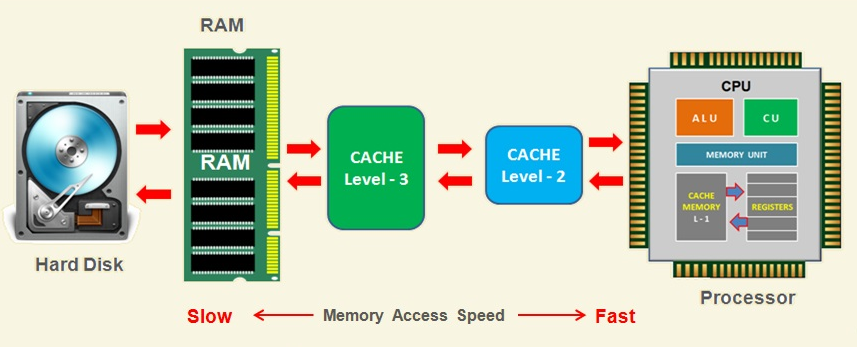 RAM
RAM
Hard Disk
CACHE
Level - 3
CACHE
Level - 2
CPU
ALU
CU
MEMORY UNIT
CACHE
MEMORY
L - 1
REGISTERS
Processor
Slow
Memory Access Speed
Fast